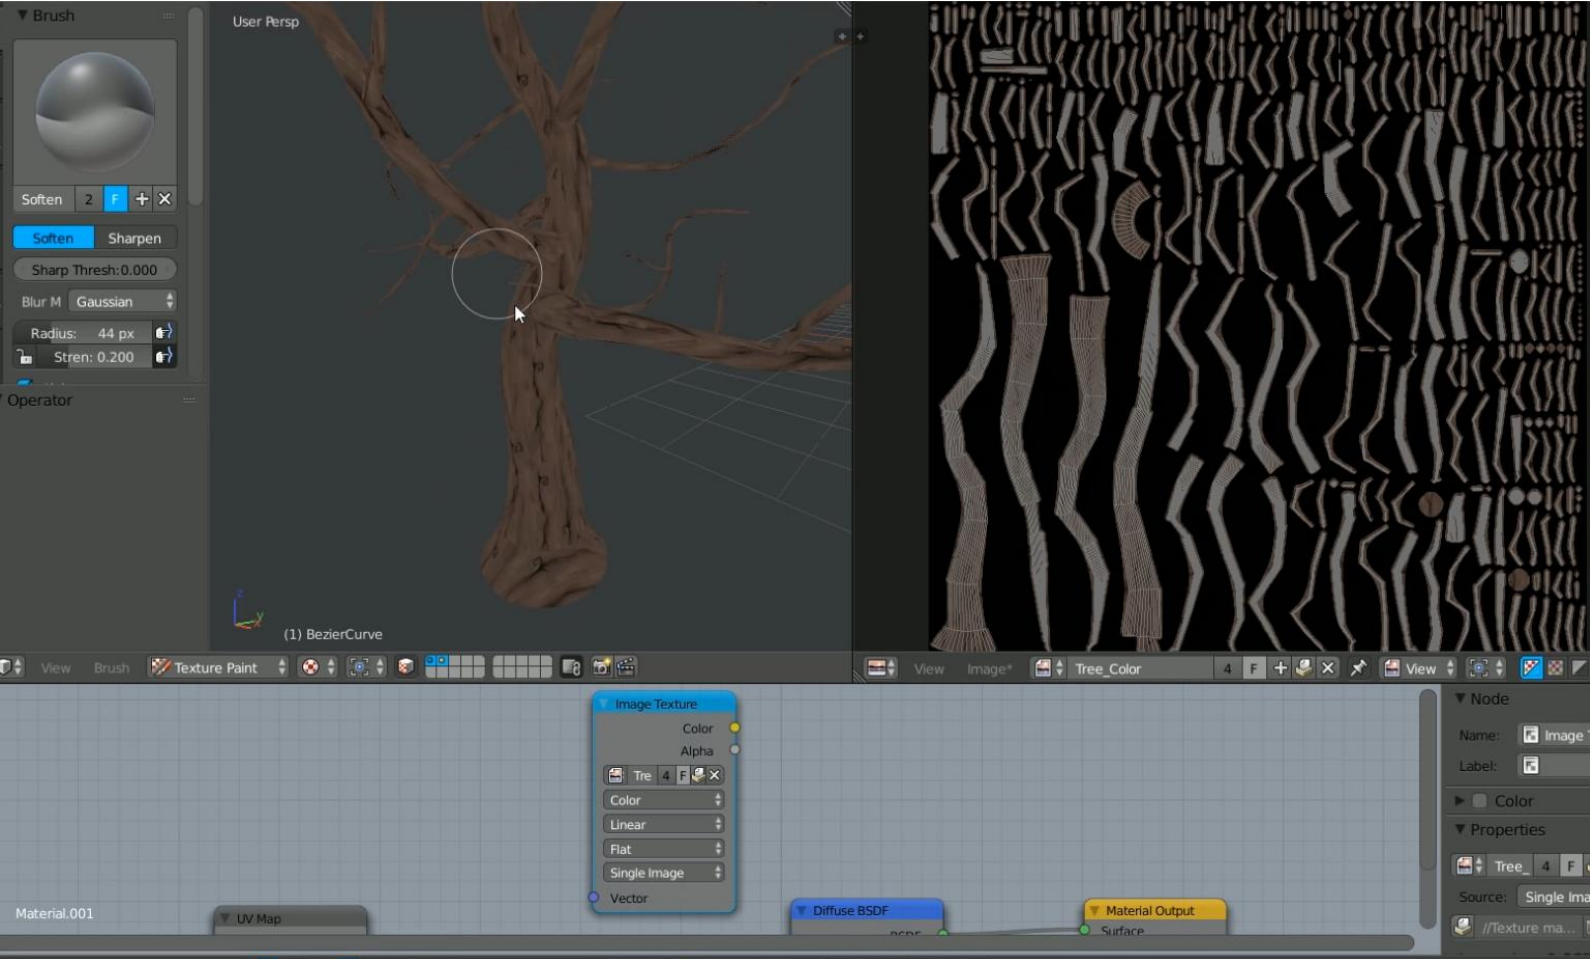 Brush
User Persp
Soften 2 F
Soften Sharpen
Sharp Thresh:0.000
Blur M Gaussian
Radius: 44 px
Stren: 0.200
Operator
z
y
(1) BezierCurve
View Brush Texture Paint
View Image* Tree_Color 4 F View
Image Texture
Color
Alpha
Tre 4 F
Color
Linear
Flat
Single Image
Vector
Material.001
UV Map
Diffuse BSDF
BSDF
Material Output
Surface
Node
Name: Image
Label:
Color
Properties
Tree_ 4 F
Source: Single Ima
//Texture ma...